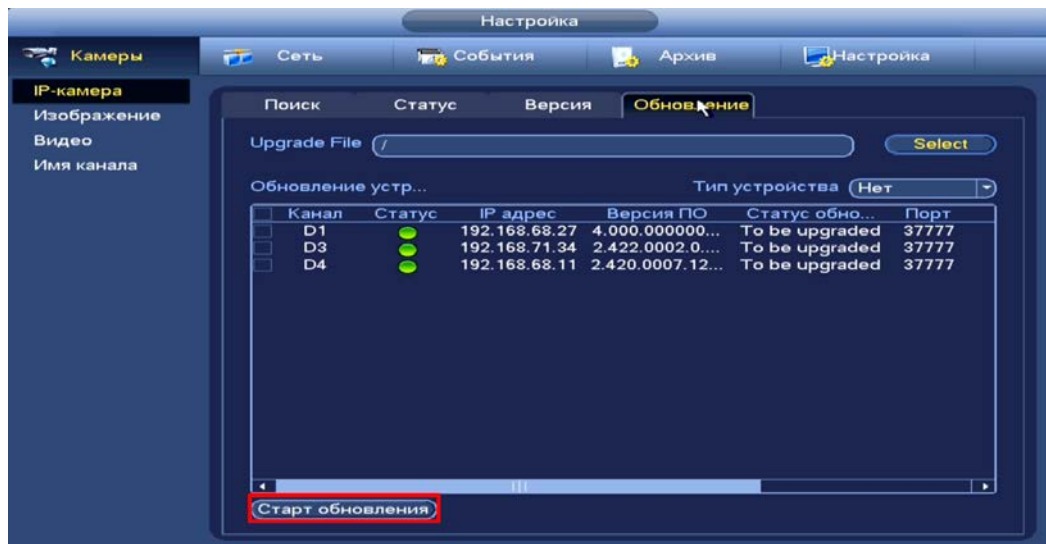 Настройка
Камеры Сеть События Архив Настройка
IP-камера
Изображение
Видео
Имя канала
Поиск Статус Версия Обновление
Upgrade File / Select
Обновление устр... Тип устройства Нет
Канал Статус IP адрес Версия ПО Статус обно... Порт
D1 192.168.68.27 4.000.000000... To be upgraded 37777
D3 192.168.71.34 2.422.0002.0.... To be upgraded 37777
D4 192.168.68.11 2.420.0007.12... To be upgraded 37777
Старт обновления